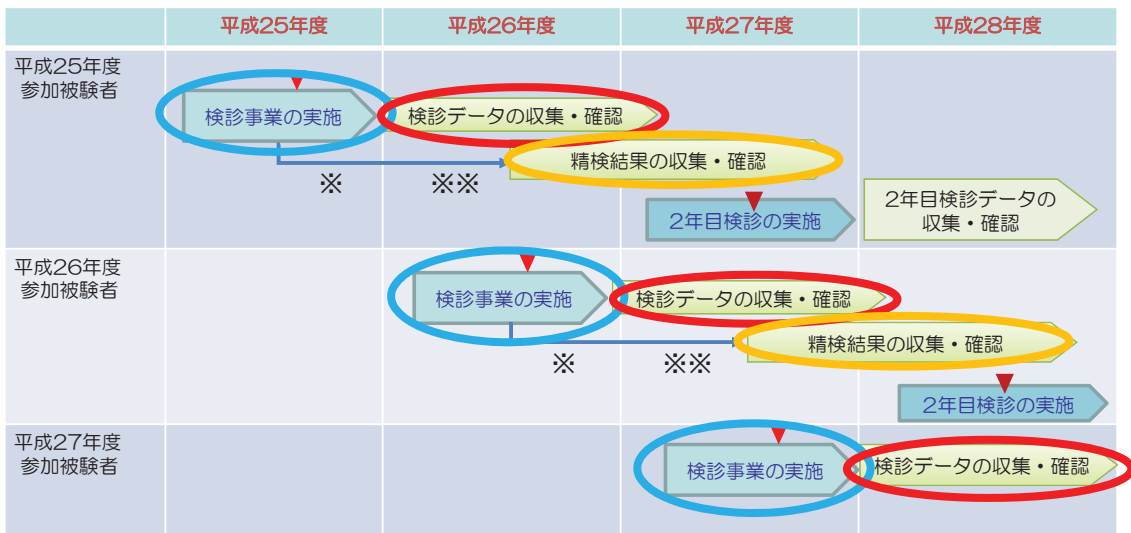 平成25年度
平成26年度
平成27年度
平成28年度
平成25年度
参加被験者
検診事業の実施
検診データの収集・確認
精検結果の収集・確認
※
※※
2年目検診の実施
2年目検診データの
収集・確認
平成26年度
参加被験者
検診事業の実施
検診データの収集・確認
精検結果の収集・確認
※
※※
2年目検診の実施
平成27年度
参加被験者
検診事業の実施
検診データの収集・確認